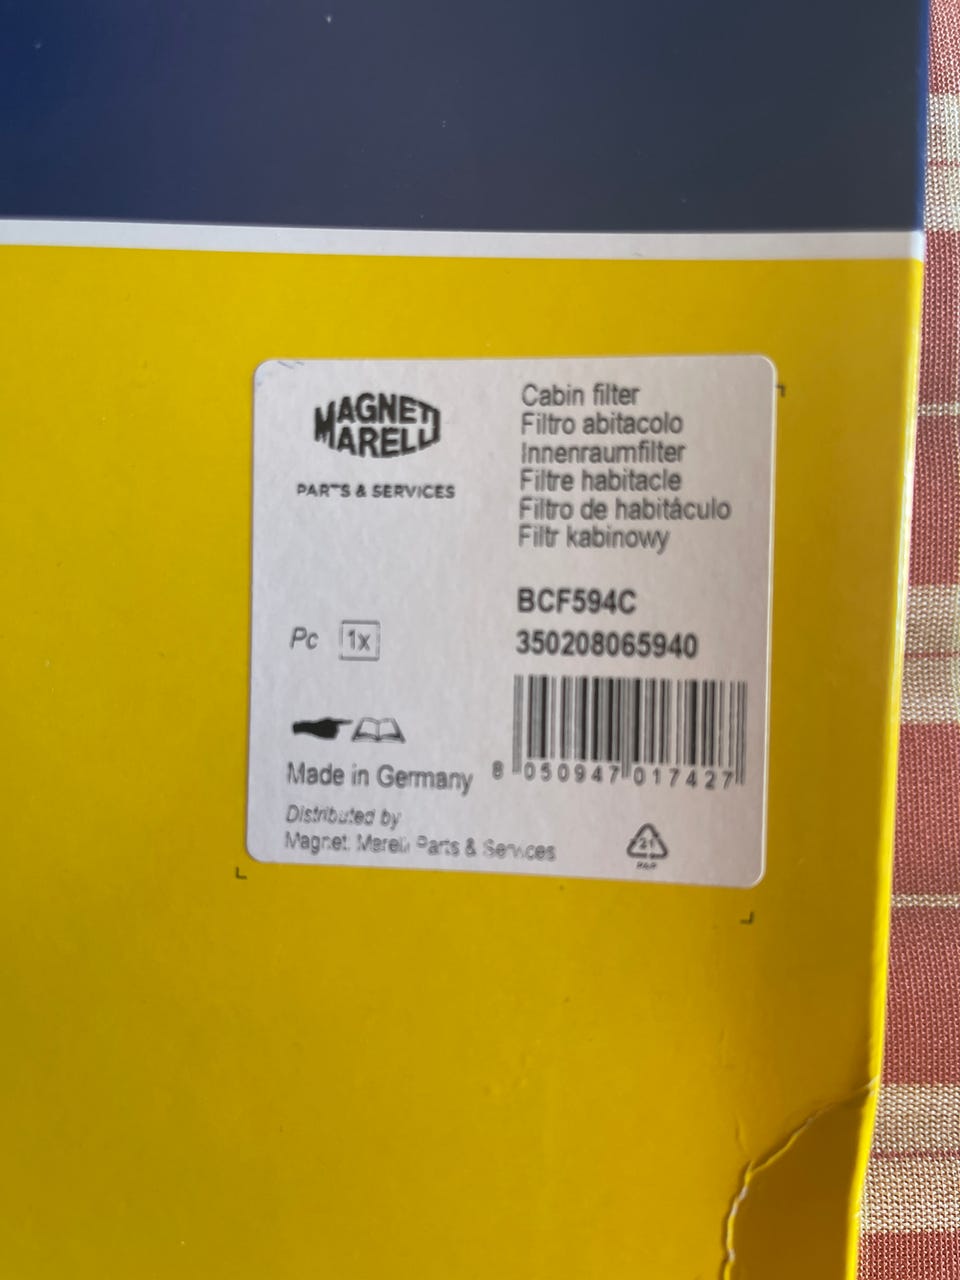 MAGNETI
MARELLI
PARTS & SERVICES
Cabin filter
Filtro abitacolo
Innenraumfilter
Filtre habitacle
Filtro de habitáculo
Filtr kabinowy
BCF594C
350208065940
Pc 1x
8 050947 017427
Made in Germany
Distributed by
Magneti Marelli Parts & Services
21
PAP